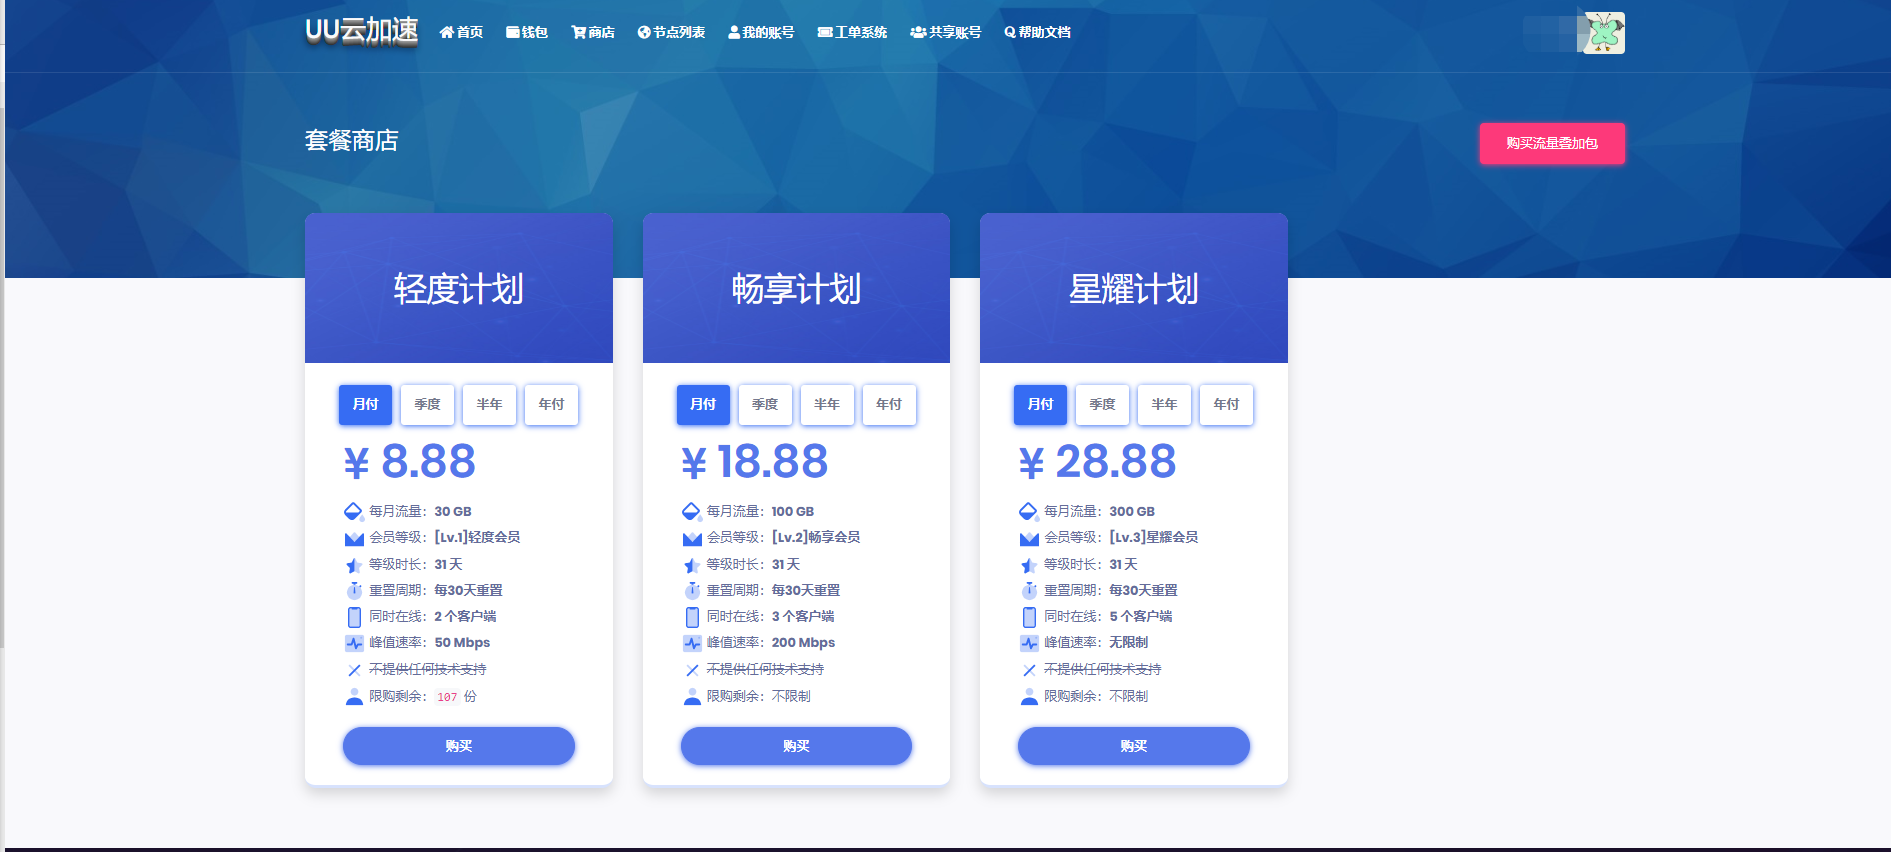 UU云加速 首页 钱包 商店 节点列表 我的账号 工单系统 共享账号 帮助文档
套餐商店
购买流量叠加包
轻度计划
月付 季度 半年 年付
¥ 8.88
每月流量：30 GB
会员等级：[Lv.1]轻度会员
等级时长：31 天
重置周期：每30天重置
同时在线：2 个客户端
峰值速率：50 Mbps
不提供任何技术支持
限购剩余：107 份
购买
畅享计划
月付 季度 半年 年付
¥ 18.88
每月流量：100 GB
会员等级：[Lv.2]畅享会员
等级时长：31 天
重置周期：每30天重置
同时在线：3 个客户端
峰值速率：200 Mbps
不提供任何技术支持
限购剩余：不限制
购买
星耀计划
月付 季度 半年 年付
¥ 28.88
每月流量：300 GB
会员等级：[Lv.3]星耀会员
等级时长：31 天
重置周期：每30天重置
同时在线：5 个客户端
峰值速率：无限制
不提供任何技术支持
限购剩余：不限制
购买